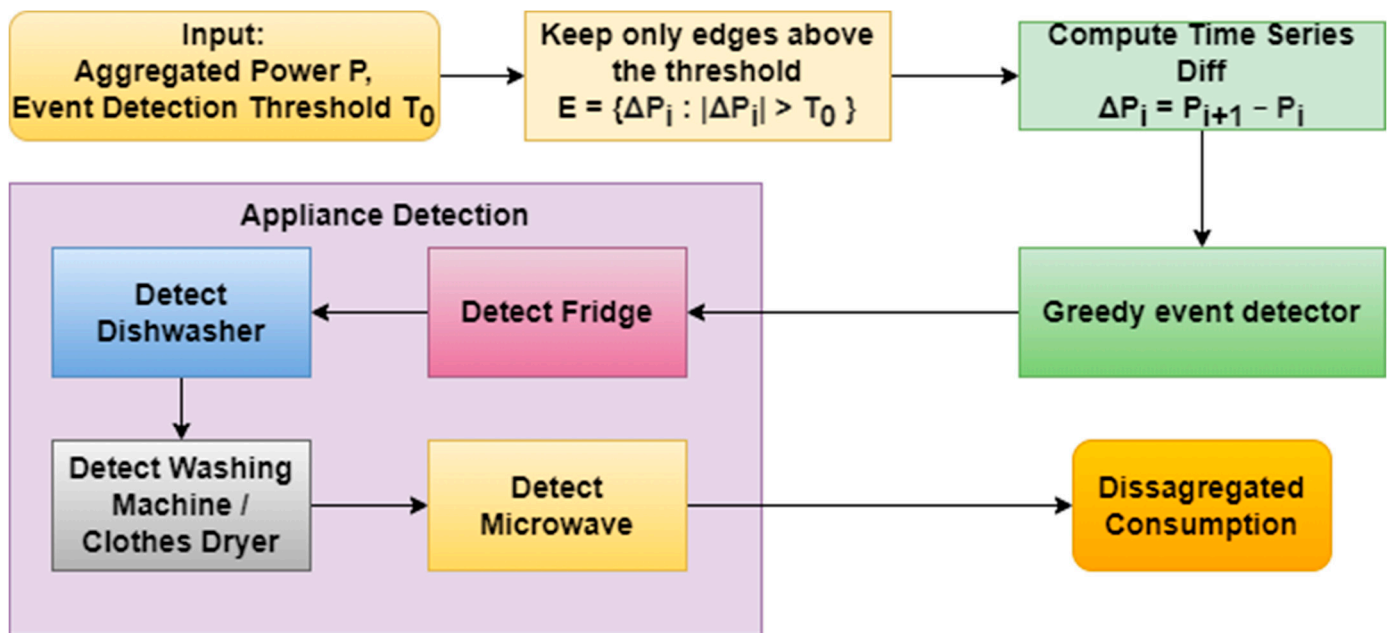 Input:
Aggregated Power P,
Event Detection Threshold T₀
Keep only edges above
the threshold
E = {ΔPᵢ : |ΔPᵢ| > T₀ }
Compute Time Series
Diff
ΔPᵢ = Pᵢ₊₁ − Pᵢ
Greedy event detector
Appliance Detection
Detect Fridge
Detect
Dishwasher
Detect Washing
Machine /
Clothes Dryer
Detect
Microwave
Dissagregated
Consumption